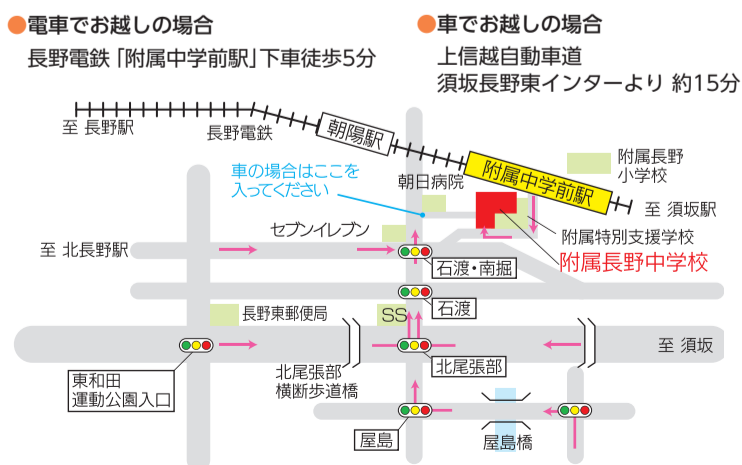 ●電車でお越しの場合
長野電鉄「附属中学前駅」下車徒歩5分
●車でお越しの場合
上信越自動車道
須坂長野東インターより 約15分
至 長野駅
長野電鉄
朝陽駅
附属中学前駅
附属長野
小学校
車の場合はここを
入ってください
朝日病院
至 須坂駅
附属特別支援学校
附属長野中学校
セブンイレブン
至 北長野駅
石渡・南掘
石渡
長野東郵便局
SS
北尾張部
横断歩道橋
北尾張部
至 須坂
東和田
運動公園入口
屋島
屋島橋